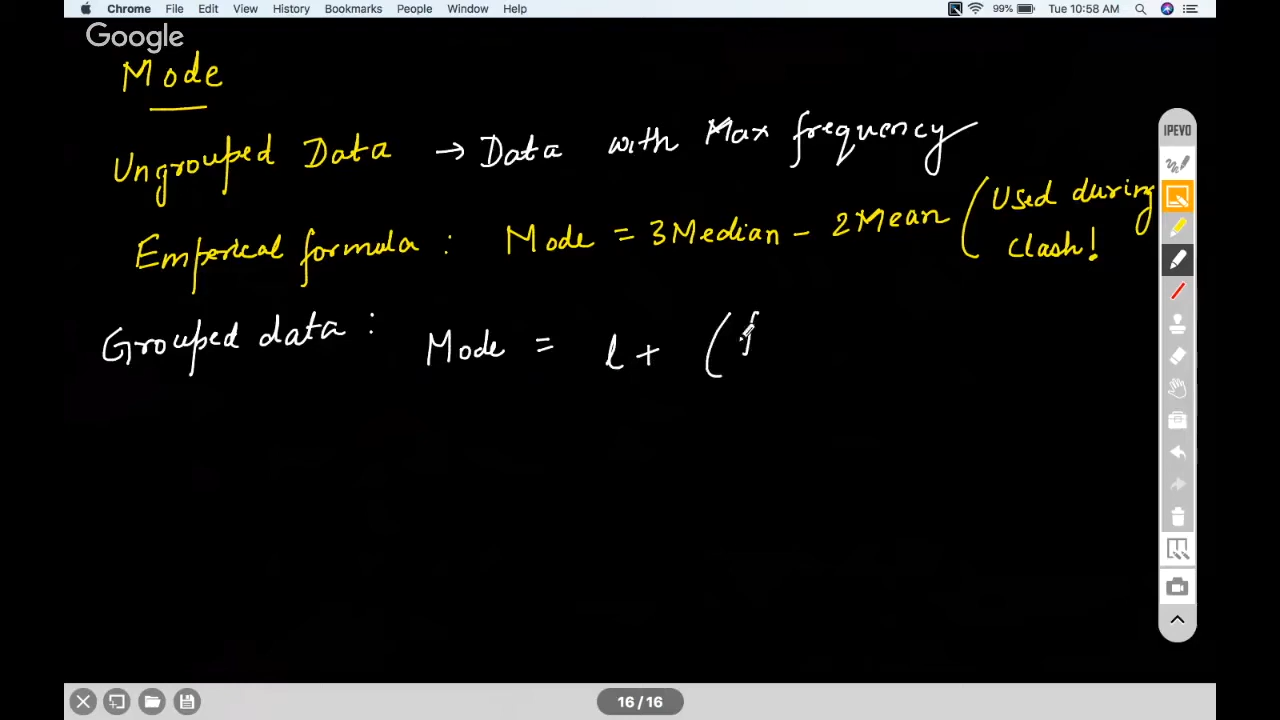 Chrome File Edit View History Bookmarks People Window Help 99% Tue 10:58 AM
Google
Mode
Ungrouped Data → Data with Max frequency
IPEVO
Emperical formula : Mode = 3Median - 2Mean (Used during
clash!
Grouped data : Mode = l + (f
16 / 16